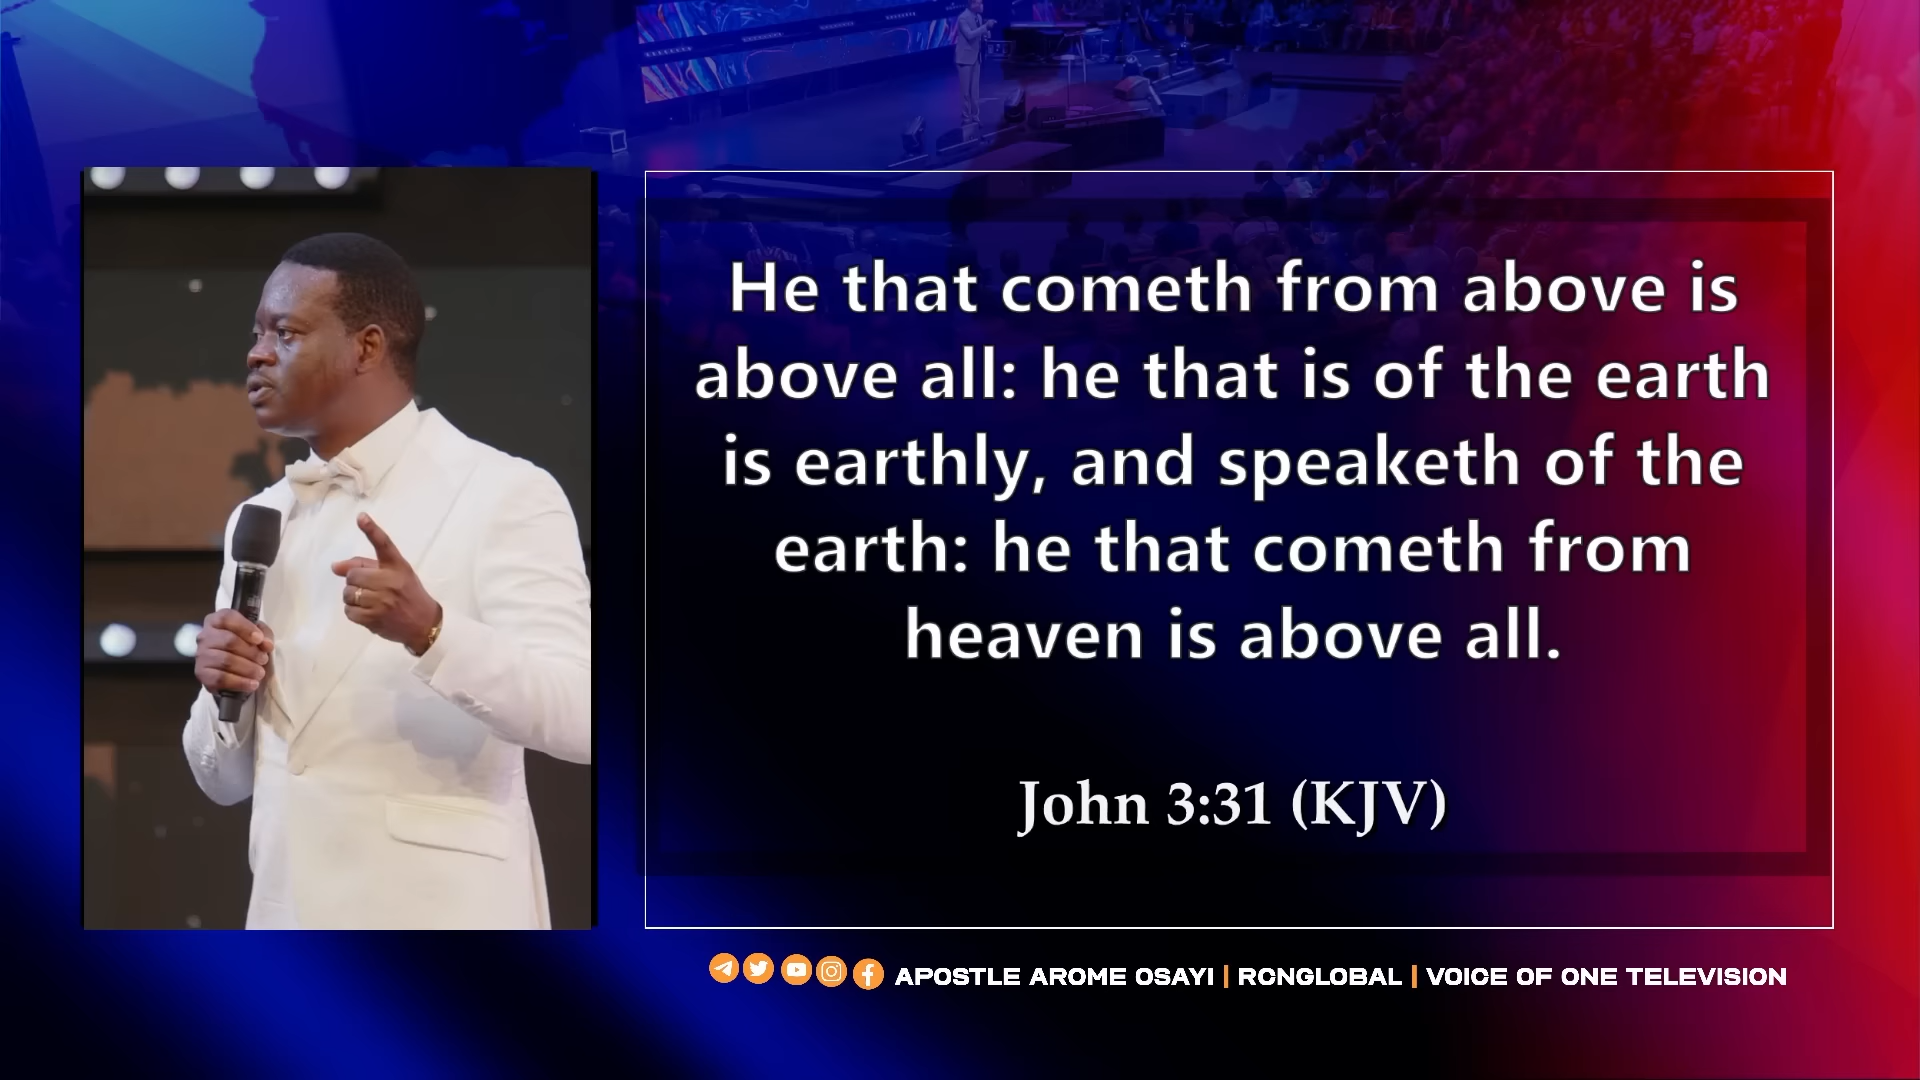 He that cometh from above is
above all: he that is of the earth
is earthly, and speaketh of the
earth: he that cometh from
heaven is above all.
John 3:31 (KJV)
APOSTLE AROME OSAYI | RCNGLOBAL | VOICE OF ONE TELEVISION